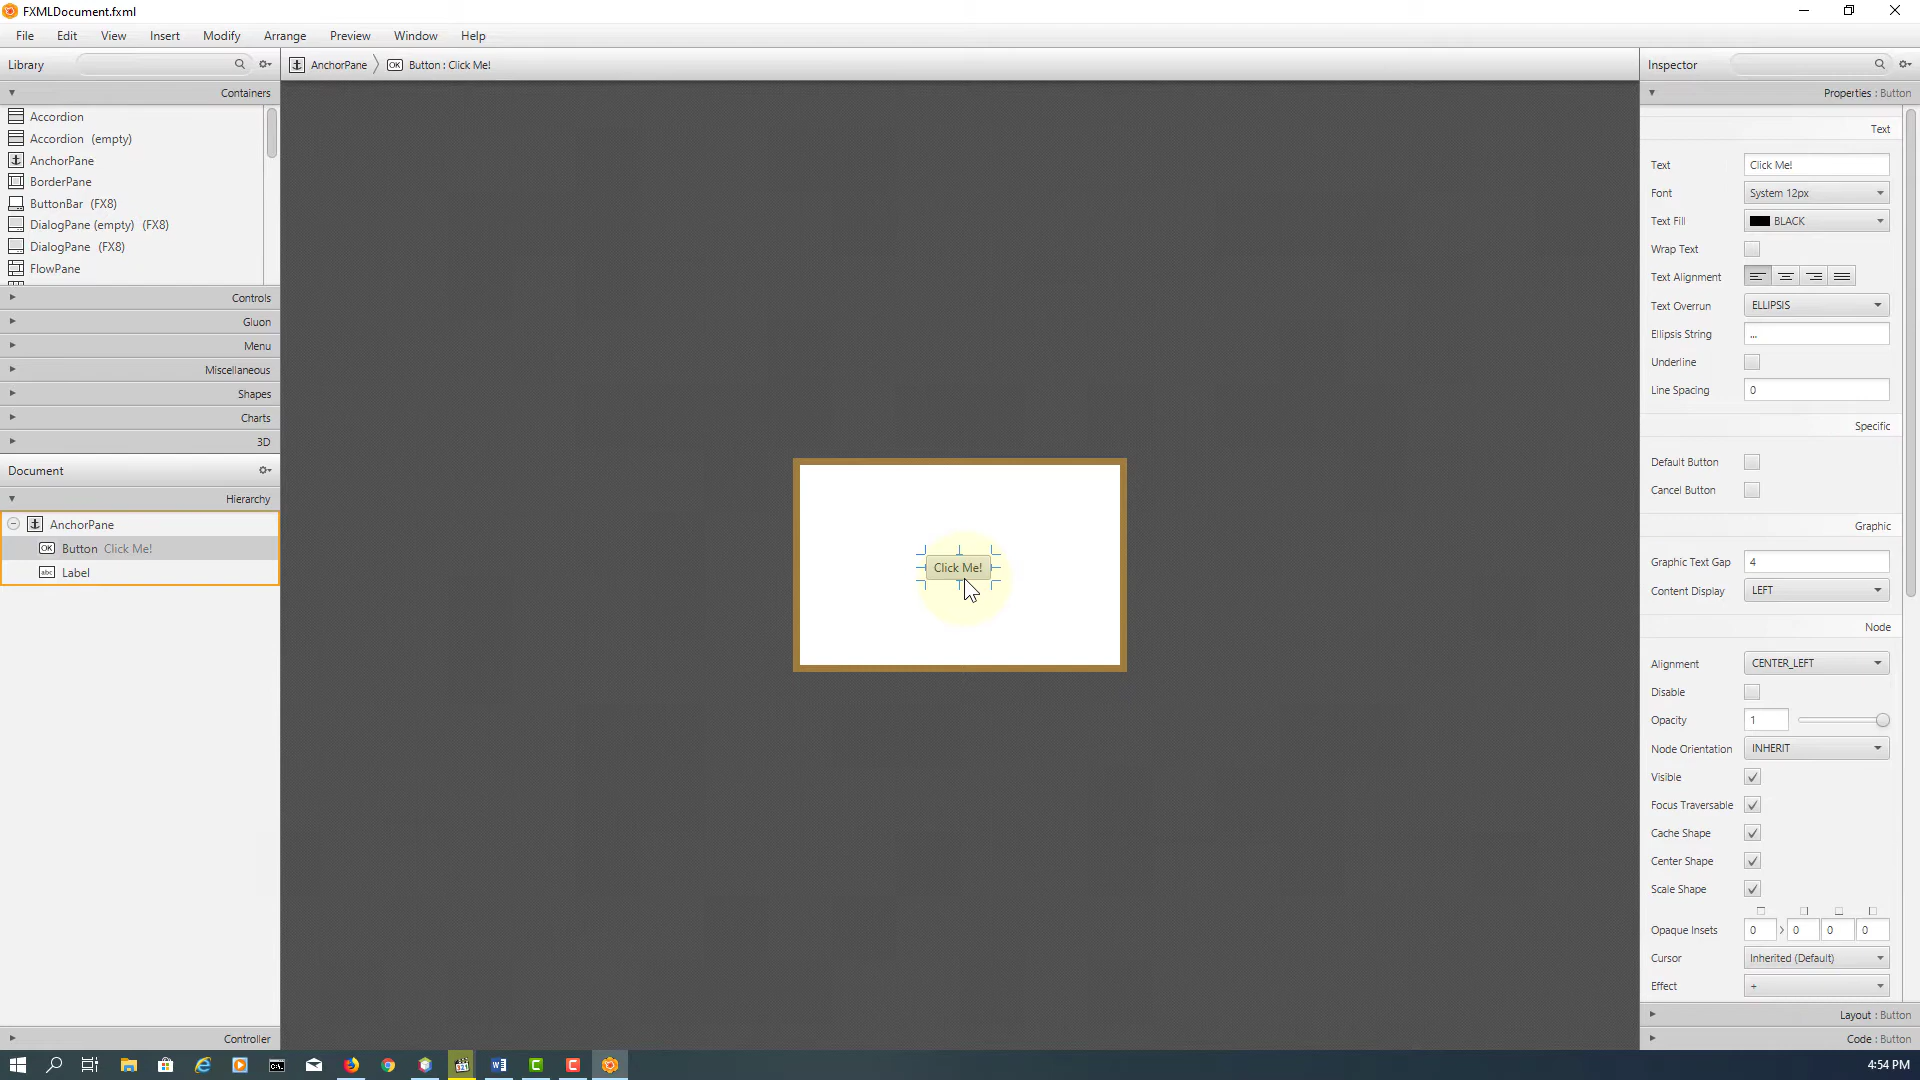 FXMLDocument.fxml
File Edit View Insert Modify Arrange Preview Window Help
Library
AnchorPane Button : Click Me!
Inspector
Containers
Accordion
Accordion (empty)
AnchorPane
BorderPane
ButtonBar (FX8)
DialogPane (empty) (FX8)
DialogPane (FX8)
FlowPane
Controls
Gluon
Menu
Miscellaneous
Shapes
Charts
3D
Document
Hierarchy
AnchorPane
OK Button Click Me!
abc Label
Controller
Click Me!
Properties : Button
Text
Text Click Me!
Font System 12px
Text Fill BLACK
Wrap Text
Text Alignment
Text Overrun ELLIPSIS
Ellipsis String ...
Underline
Line Spacing 0
Specific
Default Button
Cancel Button
Graphic
Graphic Text Gap 4
Content Display LEFT
Node
Alignment CENTER_LEFT
Disable
Opacity 1
Node Orientation INHERIT
Visible
Focus Traversable
Cache Shape
Center Shape
Scale Shape
Opaque Insets 0 0 0 0
Cursor Inherited (Default)
Effect +
Layout : Button
Code : Button
4:54 PM